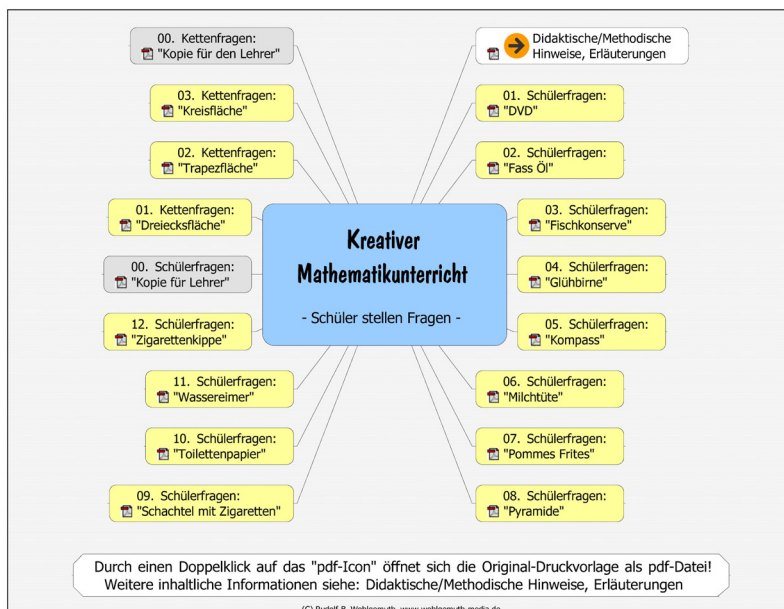 00. Kettenfragen:
"Kopie für den Lehrer"
Didaktische/Methodische
Hinweise, Erläuterungen
03. Kettenfragen:
"Kreisfläche"
01. Schülerfragen:
"DVD"
02. Kettenfragen:
"Trapezfläche"
02. Schülerfragen:
"Fass Öl"
01. Kettenfragen:
"Dreiecksfläche"
03. Schülerfragen:
"Fischkonserve"
Kreativer
Mathematikunterricht
- Schüler stellen Fragen -
00. Schülerfragen:
"Kopie für Lehrer"
04. Schülerfragen:
"Glühbirne"
12. Schülerfragen:
"Zigarettenkippe"
05. Schülerfragen:
"Kompass"
11. Schülerfragen:
"Wassereimer"
06. Schülerfragen:
"Milchtüte"
10. Schülerfragen:
"Toilettenpapier"
07. Schülerfragen:
"Pommes Frites"
09. Schülerfragen:
"Schachtel mit Zigaretten"
08. Schülerfragen:
"Pyramide"
Durch einen Doppelklick auf das "pdf-Icon" öffnet sich die Original-Druckvorlage als pdf-Datei!
Weitere inhaltliche Informationen siehe: Didaktische/Methodische Hinweise, Erläuterungen